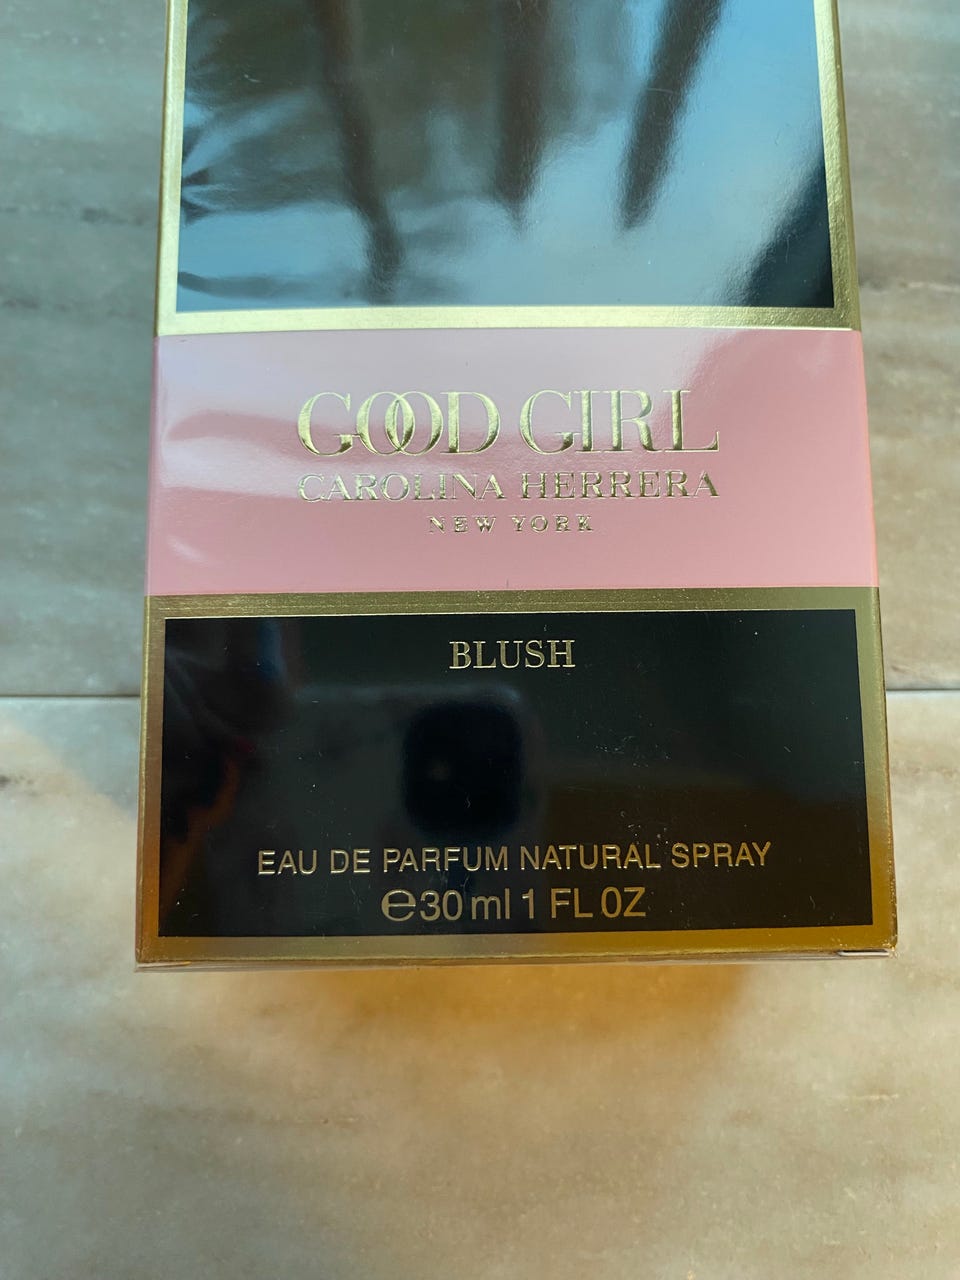 GOOD GIRL
CAROLINA HERRERA
NEW YORK
BLUSH
EAU DE PARFUM NATURAL SPRAY
℮30 ml 1 FL OZ